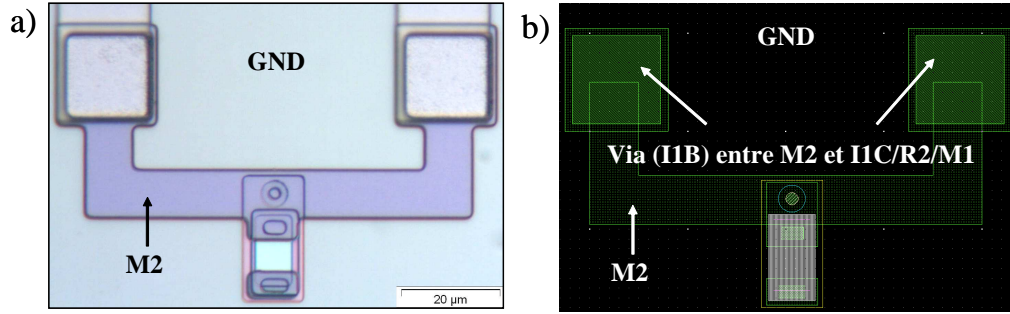 a)
GND
M2
20 µm
b)
GND
Via (I1B) entre M2 et I1C/R2/M1
M2